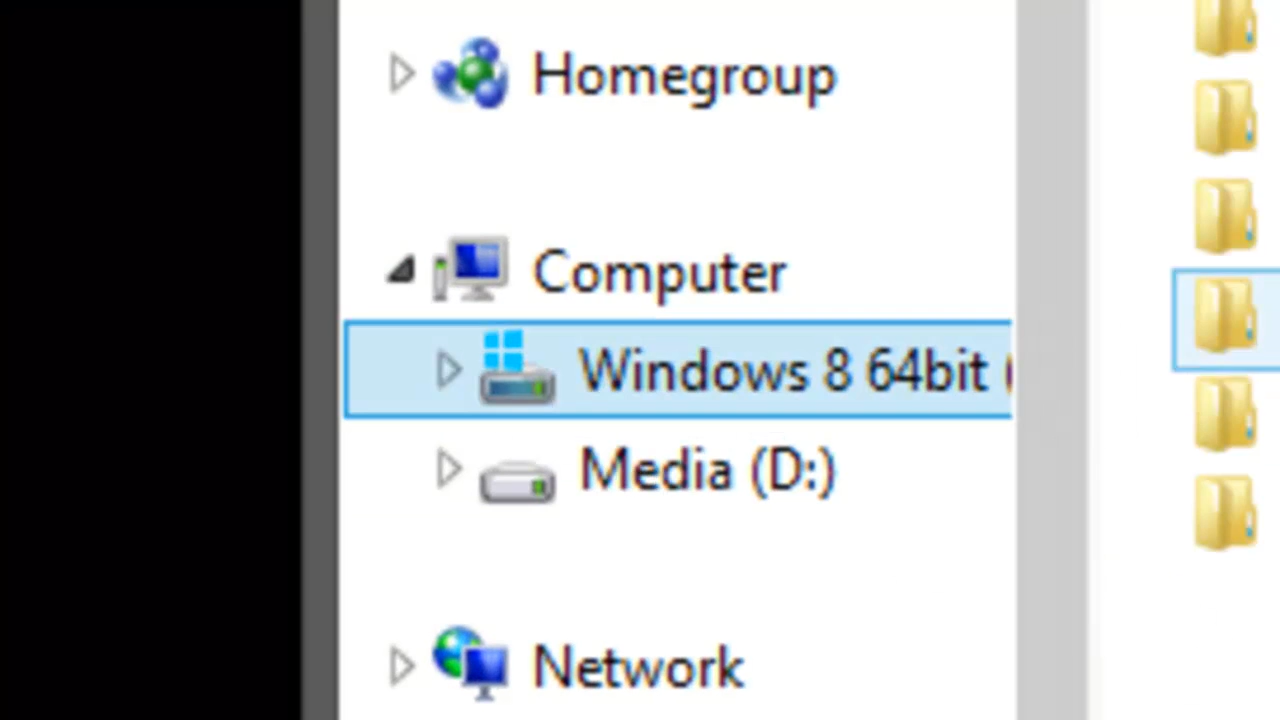 Homegroup
Computer
Windows 8 64bit (
Media (D:)
Network